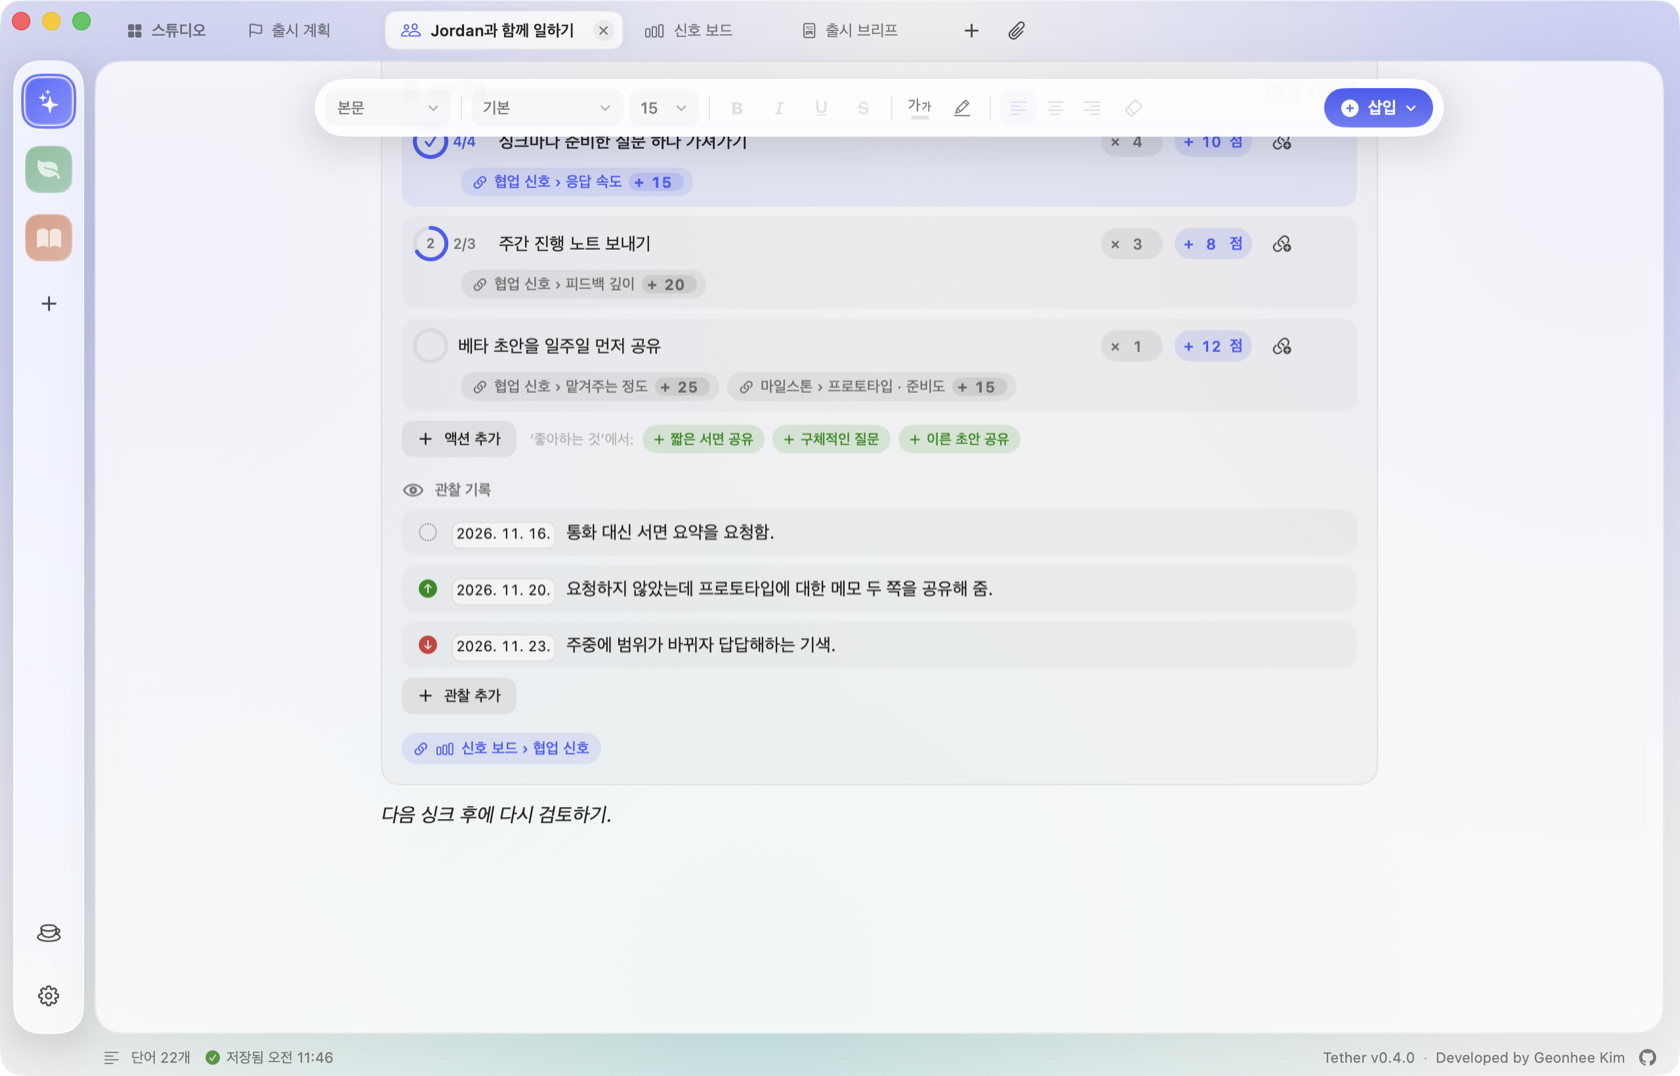 스튜디오 출시 계획 Jordan과 함께 일하기 신호 보드 출시 브리프
본문 기본 15 B I U S 가가 삽입
4/4 싱크마다 준비한 질문 하나 가져가기 × 4 + 10 점
협업 신호 › 응답 속도 + 15
2 2/3 주간 진행 노트 보내기 × 3 + 8 점
협업 신호 › 피드백 깊이 + 20
베타 초안을 일주일 먼저 공유 × 1 + 12 점
협업 신호 › 맡겨주는 정도 + 25 마일스톤 › 프로토타입 · 준비도 + 15
+ 액션 추가 '좋아하는 것'에서: + 짧은 서면 공유 + 구체적인 질문 + 이른 초안 공유
관찰 기록
2026. 11. 16. 통화 대신 서면 요약을 요청함.
2026. 11. 20. 요청하지 않았는데 프로토타입에 대한 메모 두 쪽을 공유해 줌.
2026. 11. 23. 주중에 범위가 바뀌자 답답해하는 기색.
+ 관찰 추가
신호 보드 › 협업 신호
다음 싱크 후에 다시 검토하기.
단어 22개 저장됨 오전 11:46 Tether v0.4.0 · Developed by Geonhee Kim